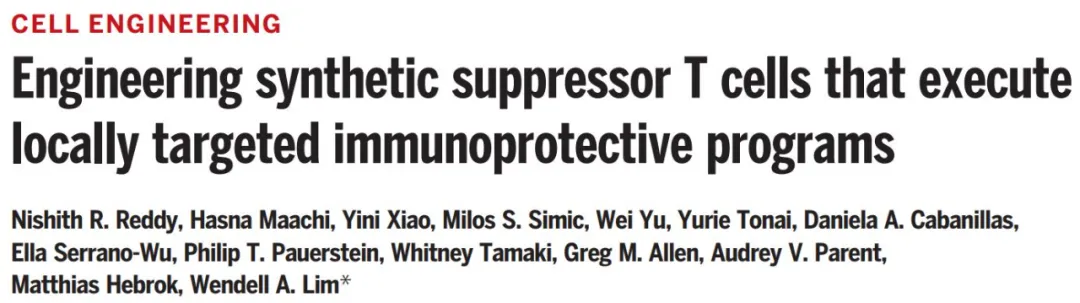 CELL ENGINEERING
Engineering synthetic suppressor T cells that execute
locally targeted immunoprotective programs
Nishith R. Reddy, Hasna Maachi, Yini Xiao, Milos S. Simic, Wei Yu, Yurie Tonai, Daniela A. Cabanillas,
Ella Serrano-Wu, Philip T. Pauerstein, Whitney Tamaki, Greg M. Allen, Audrey V. Parent,
Matthias Hebrok, Wendell A. Lim*